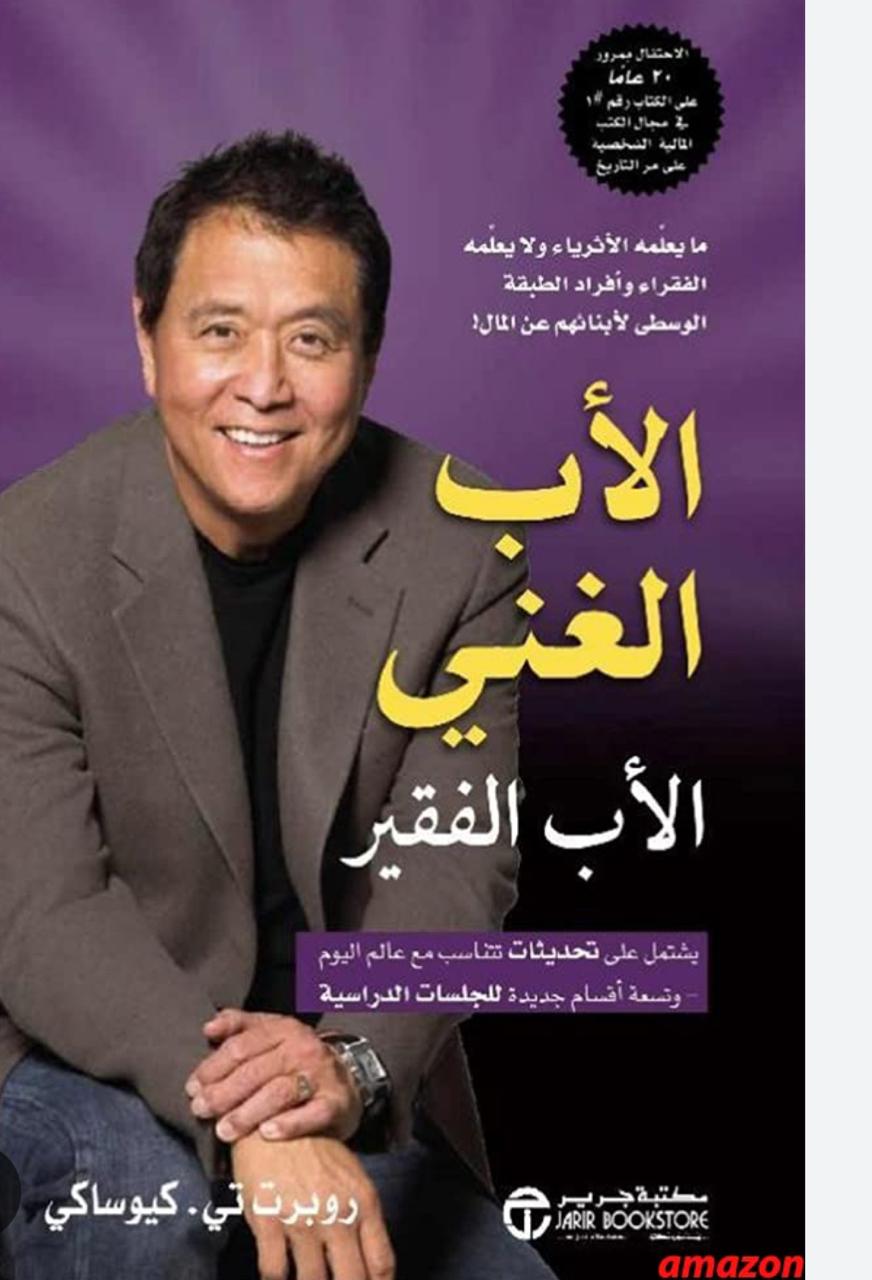 الاحتفال بمرور
٢٠ عامًا
على الكتاب رقم #١
في مجال الكتب
المالية الشخصية
على مر التاريخ
ما يعلّمه الأثرياء ولا يعلّمه
الفقراء وأفراد الطبقة
الوسطى لأبنائهم عن المال!
الأب
الغني
الأب الفقير
يشتمل على تحديثات تتناسب مع عالم اليوم
- وتسعة أقسام جديدة للجلسات الدراسية
روبرت تي. كيوساكي
مكتبة جرير
JARIR BOOKSTORE
amazon